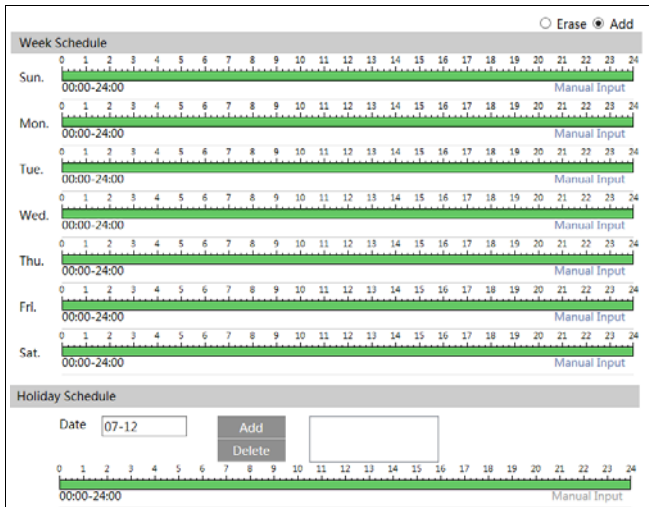 Erase Add
Week Schedule
0 1 2 3 4 5 6 7 8 9 10 11 12 13 14 15 16 17 18 19 20 21 22 23 24
Sun.
00:00-24:00 Manual Input
0 1 2 3 4 5 6 7 8 9 10 11 12 13 14 15 16 17 18 19 20 21 22 23 24
Mon.
00:00-24:00 Manual Input
0 1 2 3 4 5 6 7 8 9 10 11 12 13 14 15 16 17 18 19 20 21 22 23 24
Tue.
00:00-24:00 Manual Input
0 1 2 3 4 5 6 7 8 9 10 11 12 13 14 15 16 17 18 19 20 21 22 23 24
Wed.
00:00-24:00 Manual Input
0 1 2 3 4 5 6 7 8 9 10 11 12 13 14 15 16 17 18 19 20 21 22 23 24
Thu.
00:00-24:00 Manual Input
0 1 2 3 4 5 6 7 8 9 10 11 12 13 14 15 16 17 18 19 20 21 22 23 24
Fri.
00:00-24:00 Manual Input
0 1 2 3 4 5 6 7 8 9 10 11 12 13 14 15 16 17 18 19 20 21 22 23 24
Sat.
00:00-24:00 Manual Input
Holiday Schedule
Date 07-12 Add
Delete
0 1 2 3 4 5 6 7 8 9 10 11 12 13 14 15 16 17 18 19 20 21 22 23 24
00:00-24:00 Manual Input